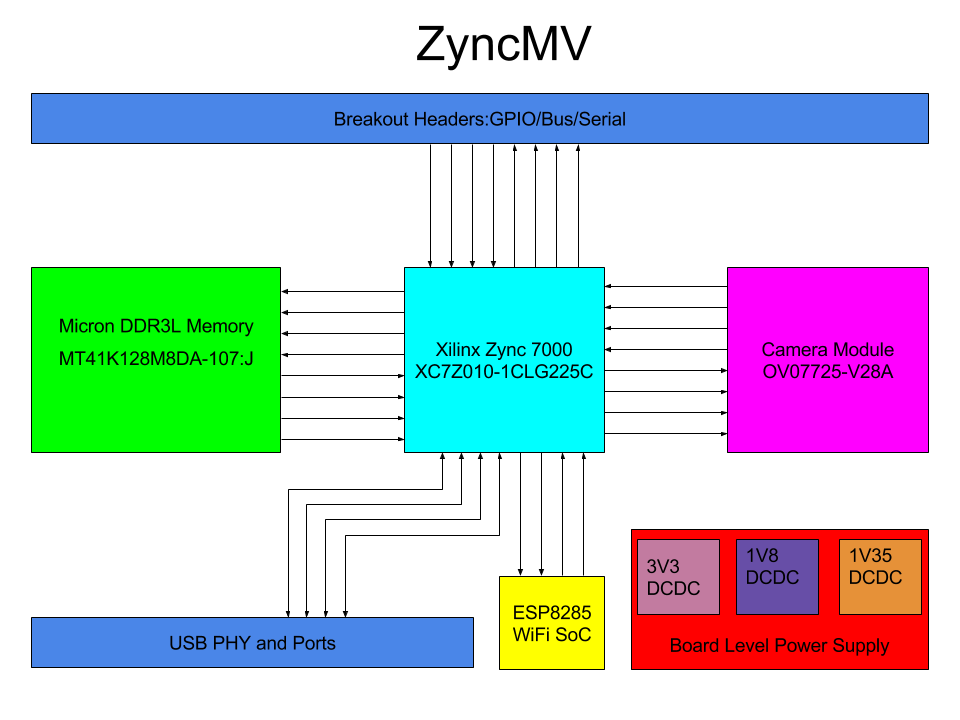 ZyncMV
Breakout Headers:GPIO/Bus/Serial
Micron DDR3L Memory
MT41K128M8DA-107:J
Xilinx Zync 7000
XC7Z010-1CLG225C
Camera Module
OV07725-V28A
3V3
DCDC
1V8
DCDC
1V35
DCDC
ESP8285
WiFi SoC
USB PHY and Ports
Board Level Power Supply